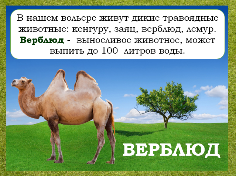 В нашем вольере живут дикие травоядные
животные: кенгуру, заяц, верблюд, лемур.
Верблюд - выносливое животное, может
выпить до 100 литров воды.
ВЕРБЛЮД